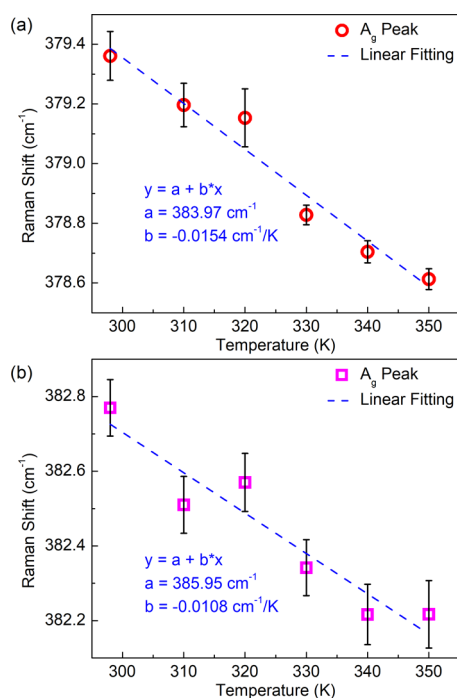 (a)
A_g Peak
Linear Fitting
379.4
379.2
379.0
378.8
378.6
Raman Shift (cm⁻¹)
y = a + b*x
a = 383.97 cm⁻¹
b = -0.0154 cm⁻¹/K
300 310 320 330 340 350
Temperature (K)
(b)
A_g Peak
Linear Fitting
382.8
382.6
382.4
382.2
Raman Shift (cm⁻¹)
y = a + b*x
a = 385.95 cm⁻¹
b = -0.0108 cm⁻¹/K
300 310 320 330 340 350
Temperature (K)